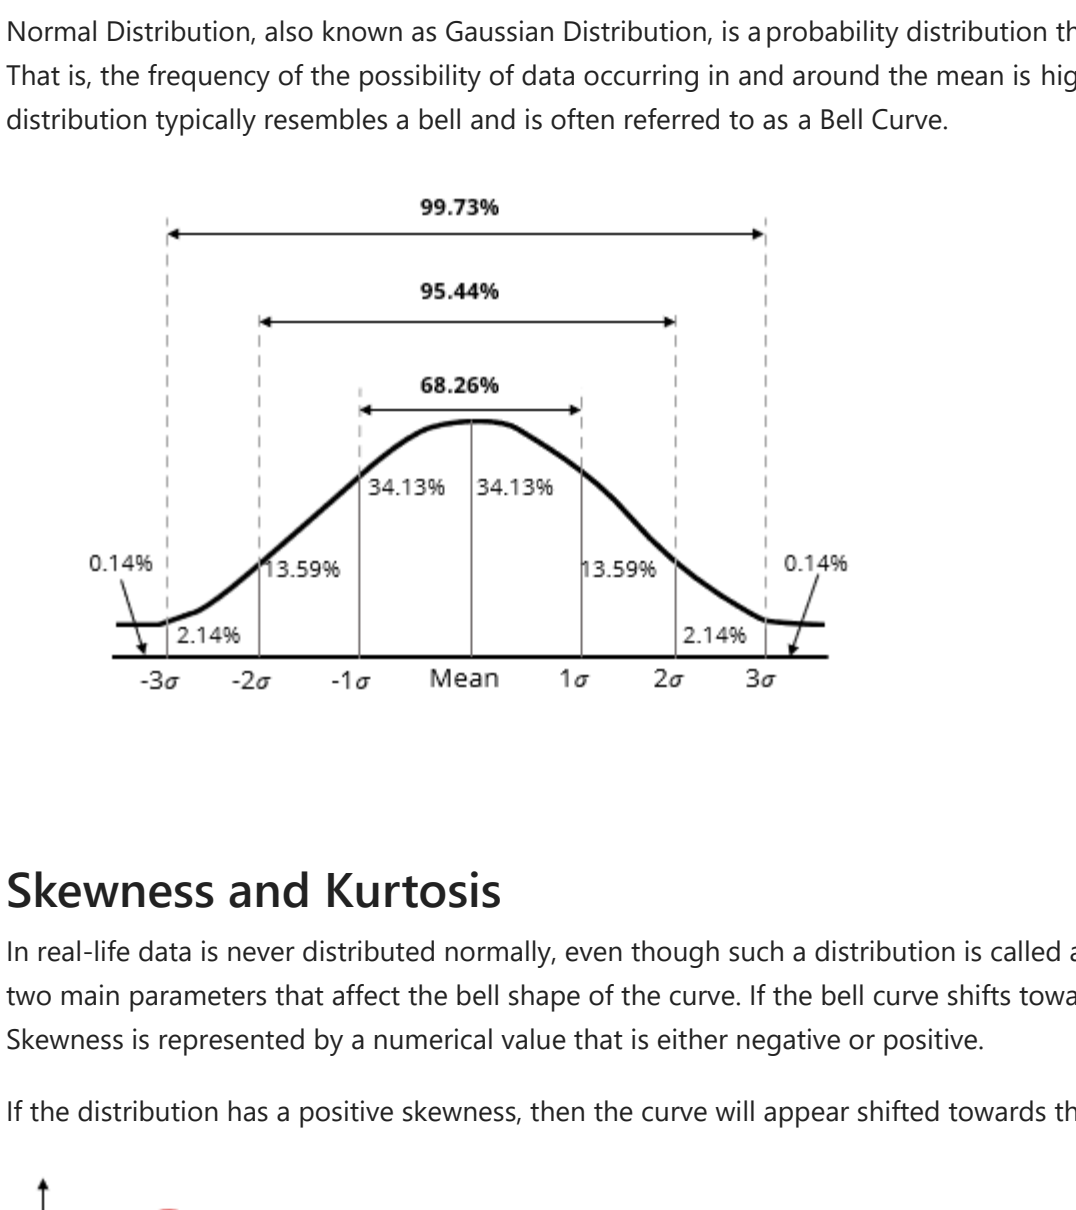 Normal Distribution, also known as Gaussian Distribution, is a probability distribution th
That is, the frequency of the possibility of data occurring in and around the mean is hig
distribution typically resembles a bell and is often referred to as a Bell Curve.
99.73%
95.44%
68.26%
34.13% 34.13%
0.14% 13.59% 13.59% 0.14%
2.14% 2.14%
-3σ -2σ -1σ Mean 1σ 2σ 3σ
Skewness and Kurtosis
In real-life data is never distributed normally, even though such a distribution is called a
two main parameters that affect the bell shape of the curve. If the bell curve shifts towa
Skewness is represented by a numerical value that is either negative or positive.
If the distribution has a positive skewness, then the curve will appear shifted towards th